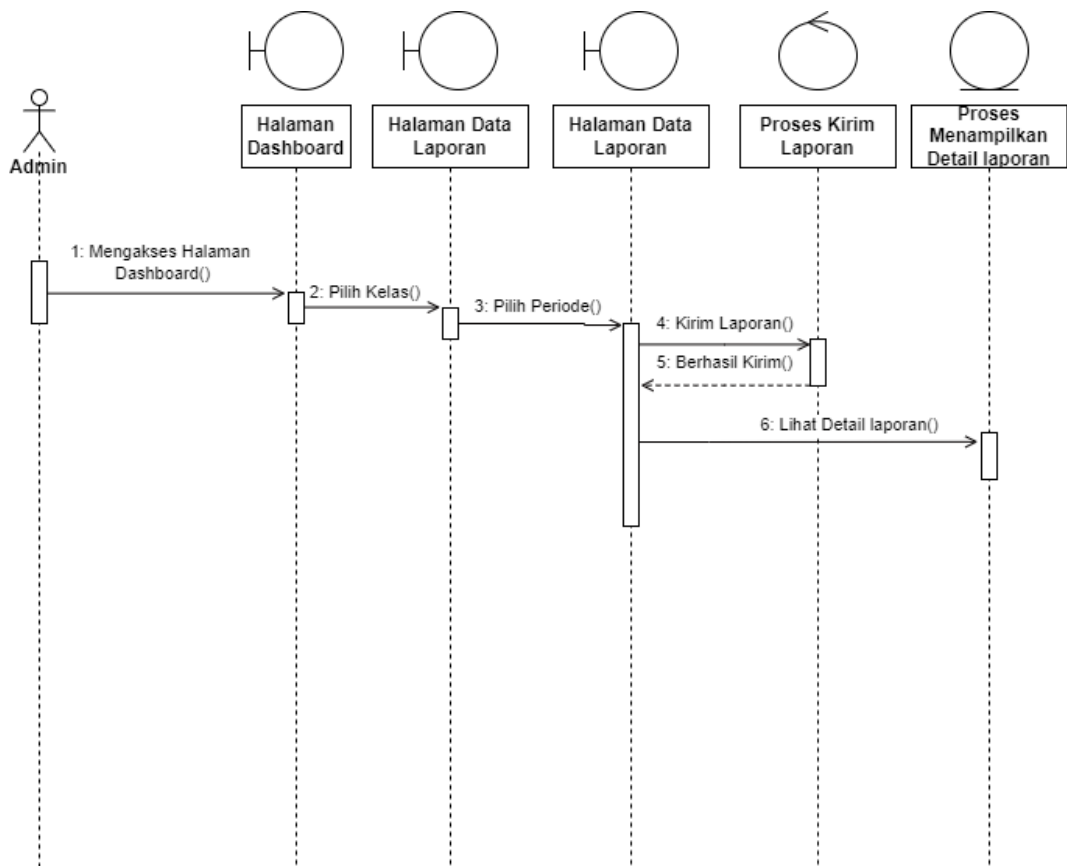 Admin
Halaman
Dashboard
Halaman Data
Laporan
Halaman Data
Laporan
Proses Kirim
Laporan
Proses
Menampilkan
Detail laporan
1: Mengakses Halaman
Dashboard()
2: Pilih Kelas()
3: Pilih Periode()
4: Kirim Laporan()
5: Berhasil Kirim()
6: Lihat Detail laporan()